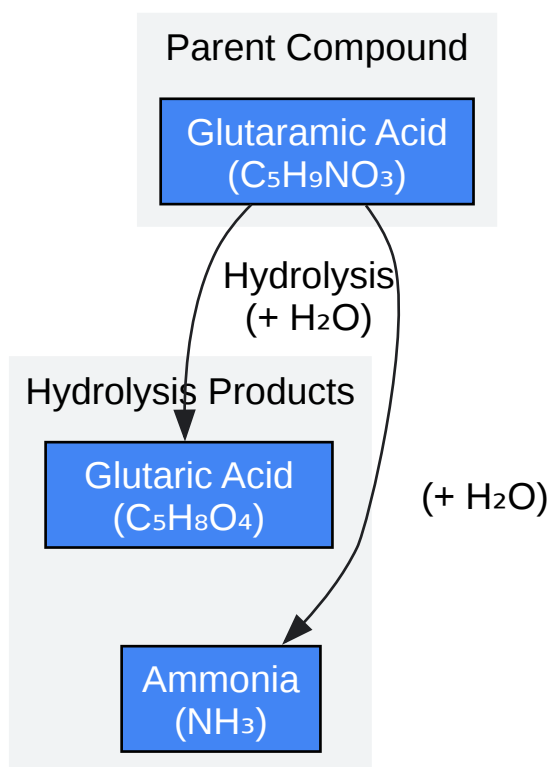 Parent Compound
Glutaramic Acid
(C₅H₉NO₃)
Hydrolysis
(+ H₂O)
Hydrolysis Products
Glutaric Acid
(C₅H₈O₄)
(+ H₂O)
Ammonia
(NH₃)